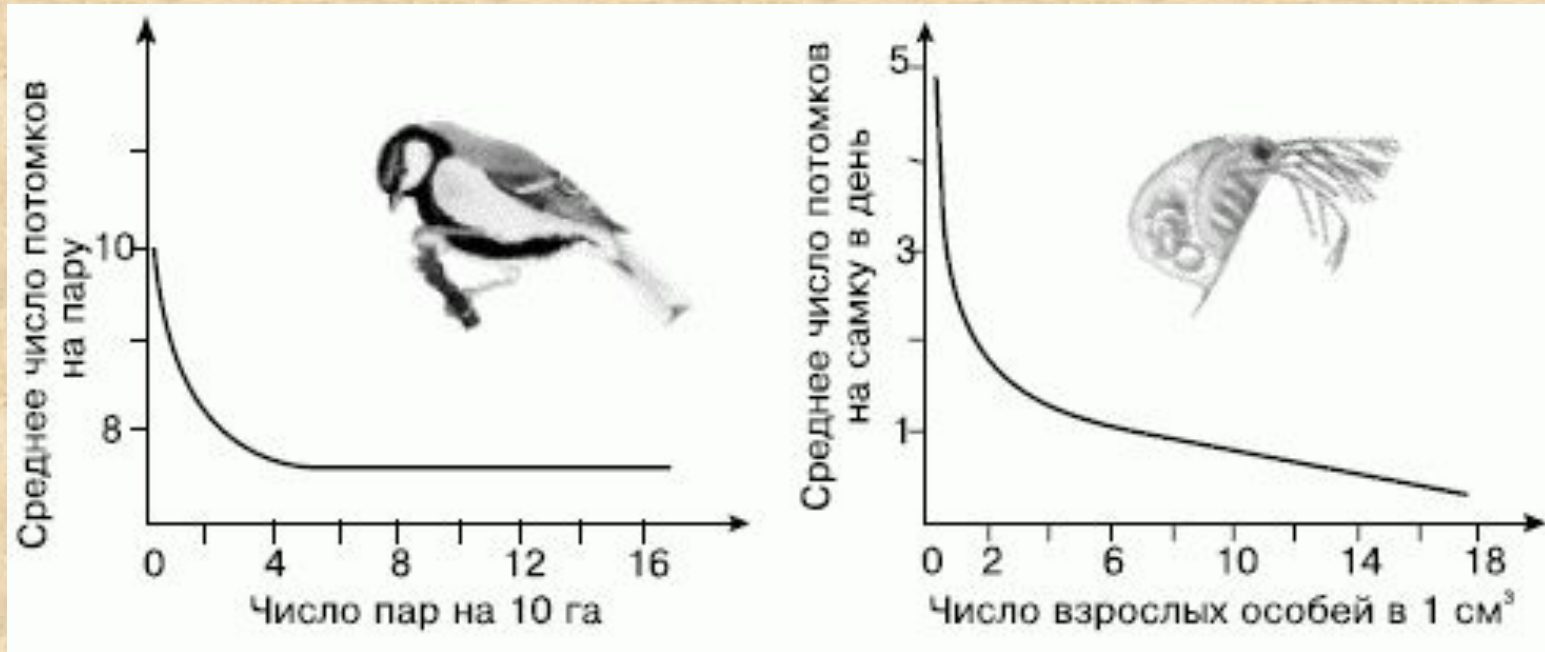 Среднее число потомков
на пару
10
8
0 4 8 12 16
Число пар на 10 га
Среднее число потомков
на самку в день
5
3
1
0 2 6 10 14 18
Число взрослых особей в 1 см³